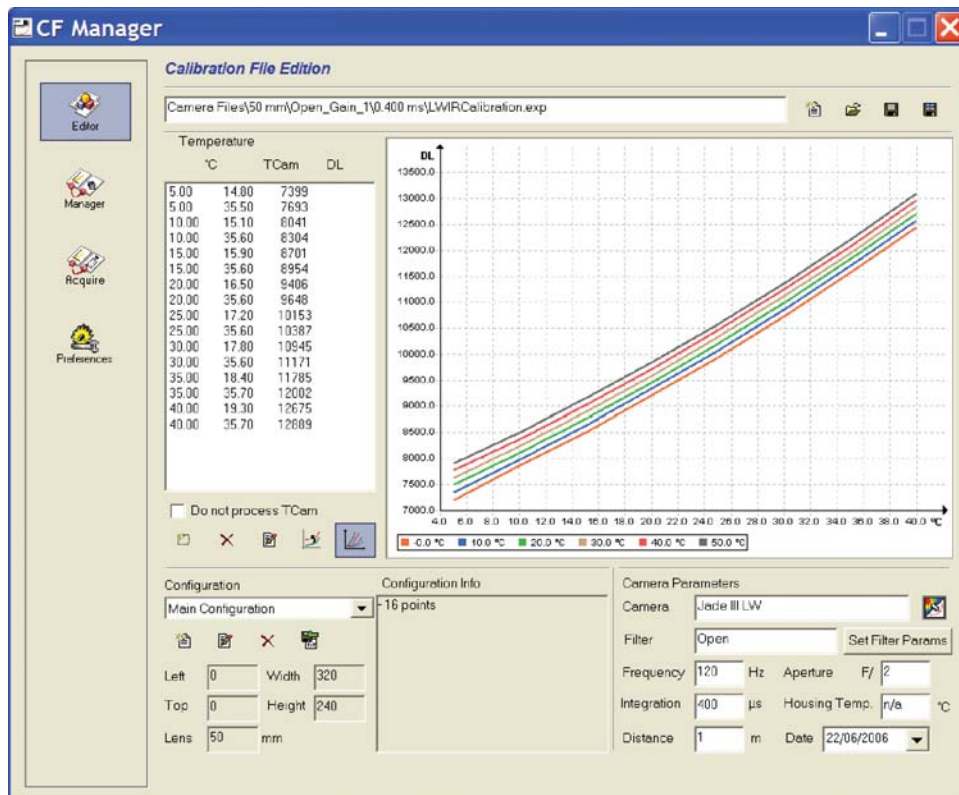 CF Manager
Editor
Manager
Acquire
Preferences
Calibration File Edition
Camera Files\50 mm\Open_Gain_1\0.400 ms\LWIRCalibration.exp
Temperature
°C TCam DL
5.00 14.80 7399
5.00 35.50 7693
10.00 15.10 8041
10.00 35.60 8304
15.00 15.90 8701
15.00 35.60 8954
20.00 16.50 9406
20.00 35.60 9648
25.00 17.20 10153
25.00 35.60 10387
30.00 17.80 10945
30.00 35.60 11171
35.00 18.40 11785
35.00 35.70 12002
40.00 19.30 12675
40.00 35.70 12889
Do not process TCam
DL
13500.0
13000.0
12500.0
12000.0
11500.0
11000.0
10500.0
10000.0
9500.0
9000.0
8500.0
8000.0
7500.0
7000.0
4.0 6.0 8.0 10.0 12.0 14.0 16.0 18.0 20.0 22.0 24.0 26.0 28.0 30.0 32.0 34.0 36.0 38.0 40.0 °C
-0.0 °C 10.0 °C 20.0 °C 30.0 °C 40.0 °C 50.0 °C
Configuration
Main Configuration
Left 0 Width 320
Top 0 Height 240
Lens 50 mm
Configuration Info
- 16 points
Camera Parameters
Camera Jade III LW
Filter Open Set Filter Params
Frequency 120 Hz Aperture F/ 2
Integration 400 µs Housing Temp. n/a °C
Distance 1 m Date 22/06/2006